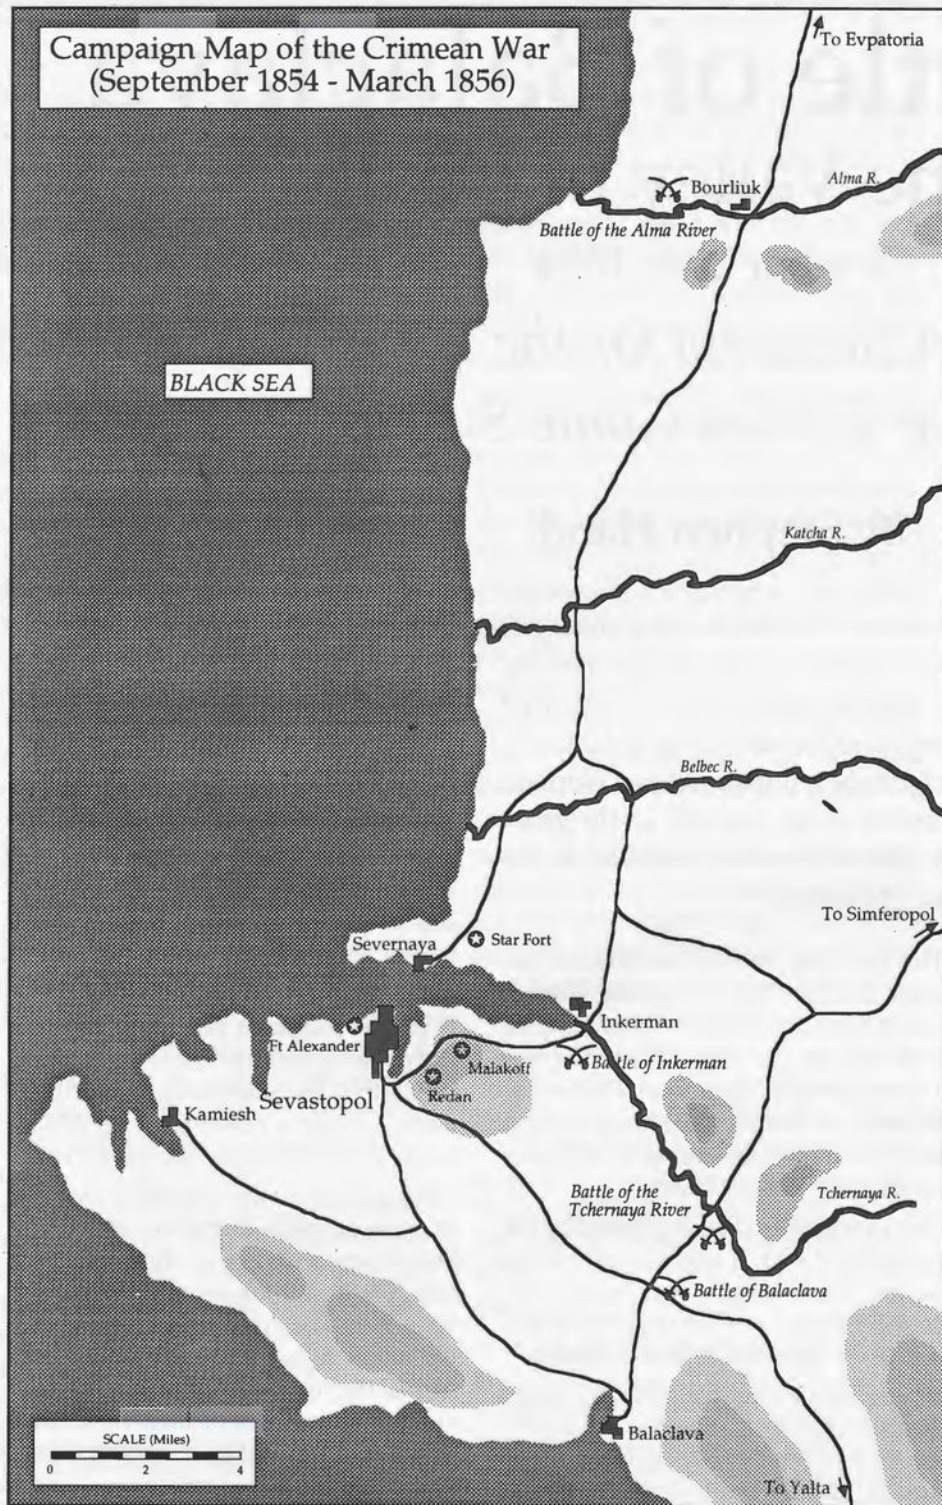 Campaign Map of the Crimean War
(September 1854 - March 1856)
To Evpatoria
Bourliuk
Alma R.
Battle of the Alma River
BLACK SEA
Katcha R.
Belbec R.
To Simferopol
Star Fort
Severnaya
Inkerman
Ft Alexander
Malakoff
Battle of Inkerman
Redan
Sevastopol
Kamiesh
Battle of the
Tchernaya River
Tchernaya R.
Battle of Balaclava
Balaclava
SCALE (Miles)
0 2 4
To Yalta